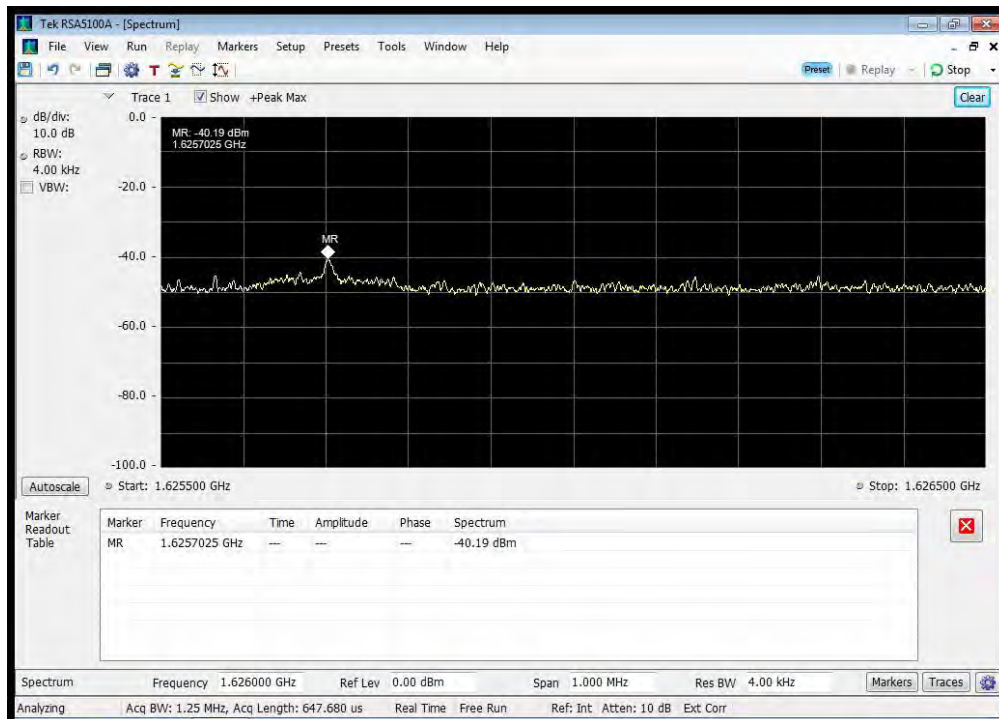 Tek RSA5100A - [Spectrum]
File View Run Replay Markers Setup Presets Tools Window Help
Preset Replay Stop
Trace 1 Show +Peak Max Clear
dB/div:
10.0 dB
RBW:
4.00 kHz
VBW:
0.0
MR: -40.19 dBm
1.6257025 GHz
-20.0
MR
-40.0
-60.0
-80.0
-100.0
Autoscale Start: 1.625500 GHz Stop: 1.626500 GHz
Marker
Readout
Table
Marker Frequency Time Amplitude Phase Spectrum
MR 1.6257025 GHz --- --- --- -40.19 dBm
Spectrum Frequency 1.626000 GHz Ref Lev 0.00 dBm Span 1.000 MHz Res BW 4.00 kHz Markers Traces
Analyzing Acq BW: 1.25 MHz, Acq Length: 647.680 us Real Time Free Run Ref: Int Atten: 10 dB Ext Corr